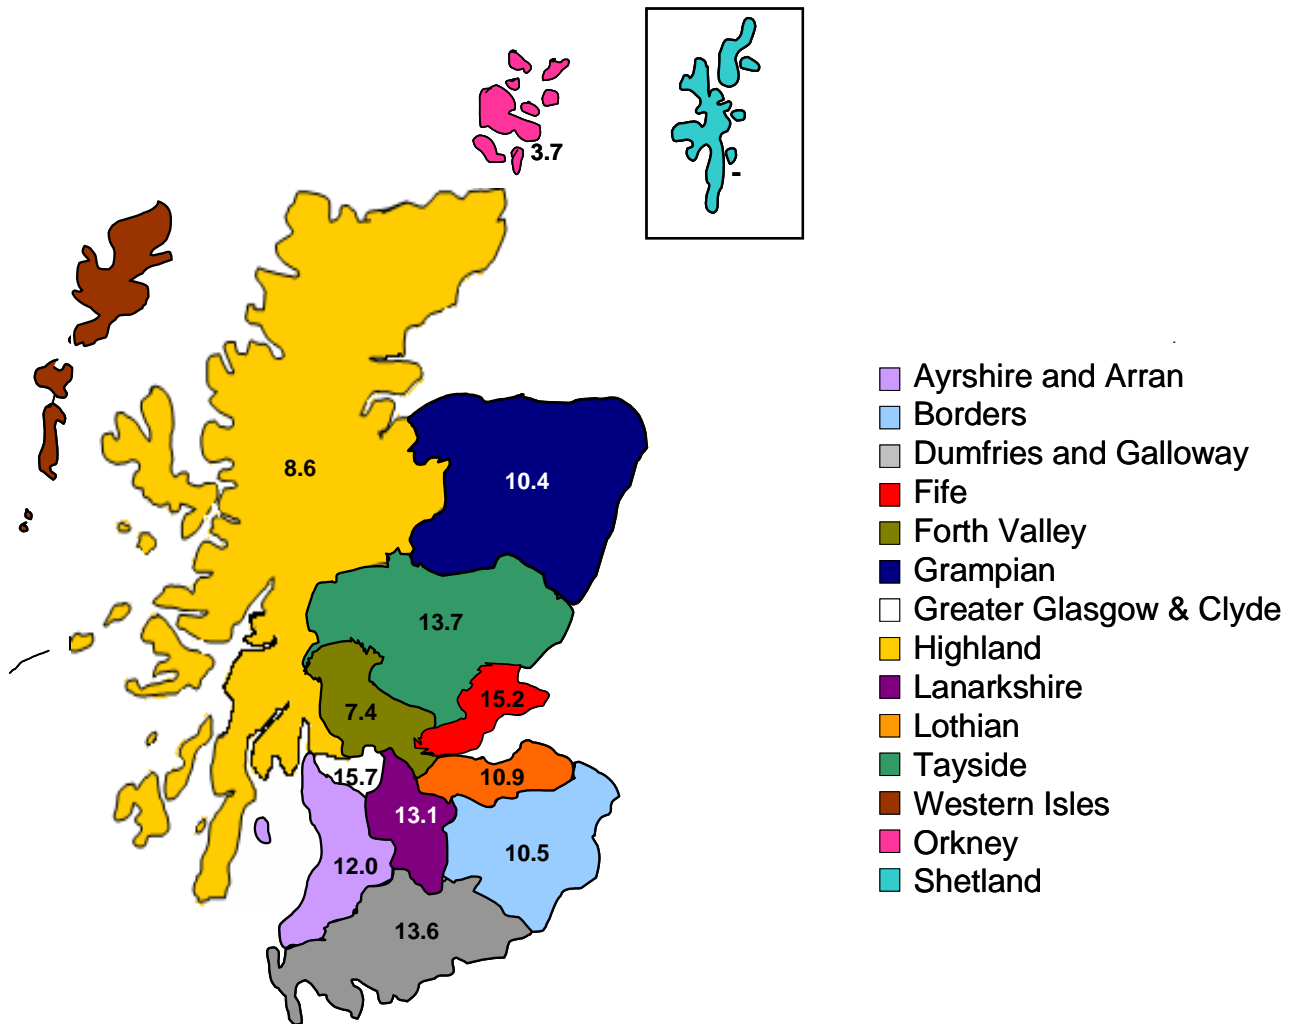 3.7
-
8.6
10.4
13.7
15.2
7.4
15.7
10.9
13.1
12.0
10.5
13.6
Ayrshire and Arran
Borders
Dumfries and Galloway
Fife
Forth Valley
Grampian
Greater Glasgow & Clyde
Highland
Lanarkshire
Lothian
Tayside
Western Isles
Orkney
Shetland